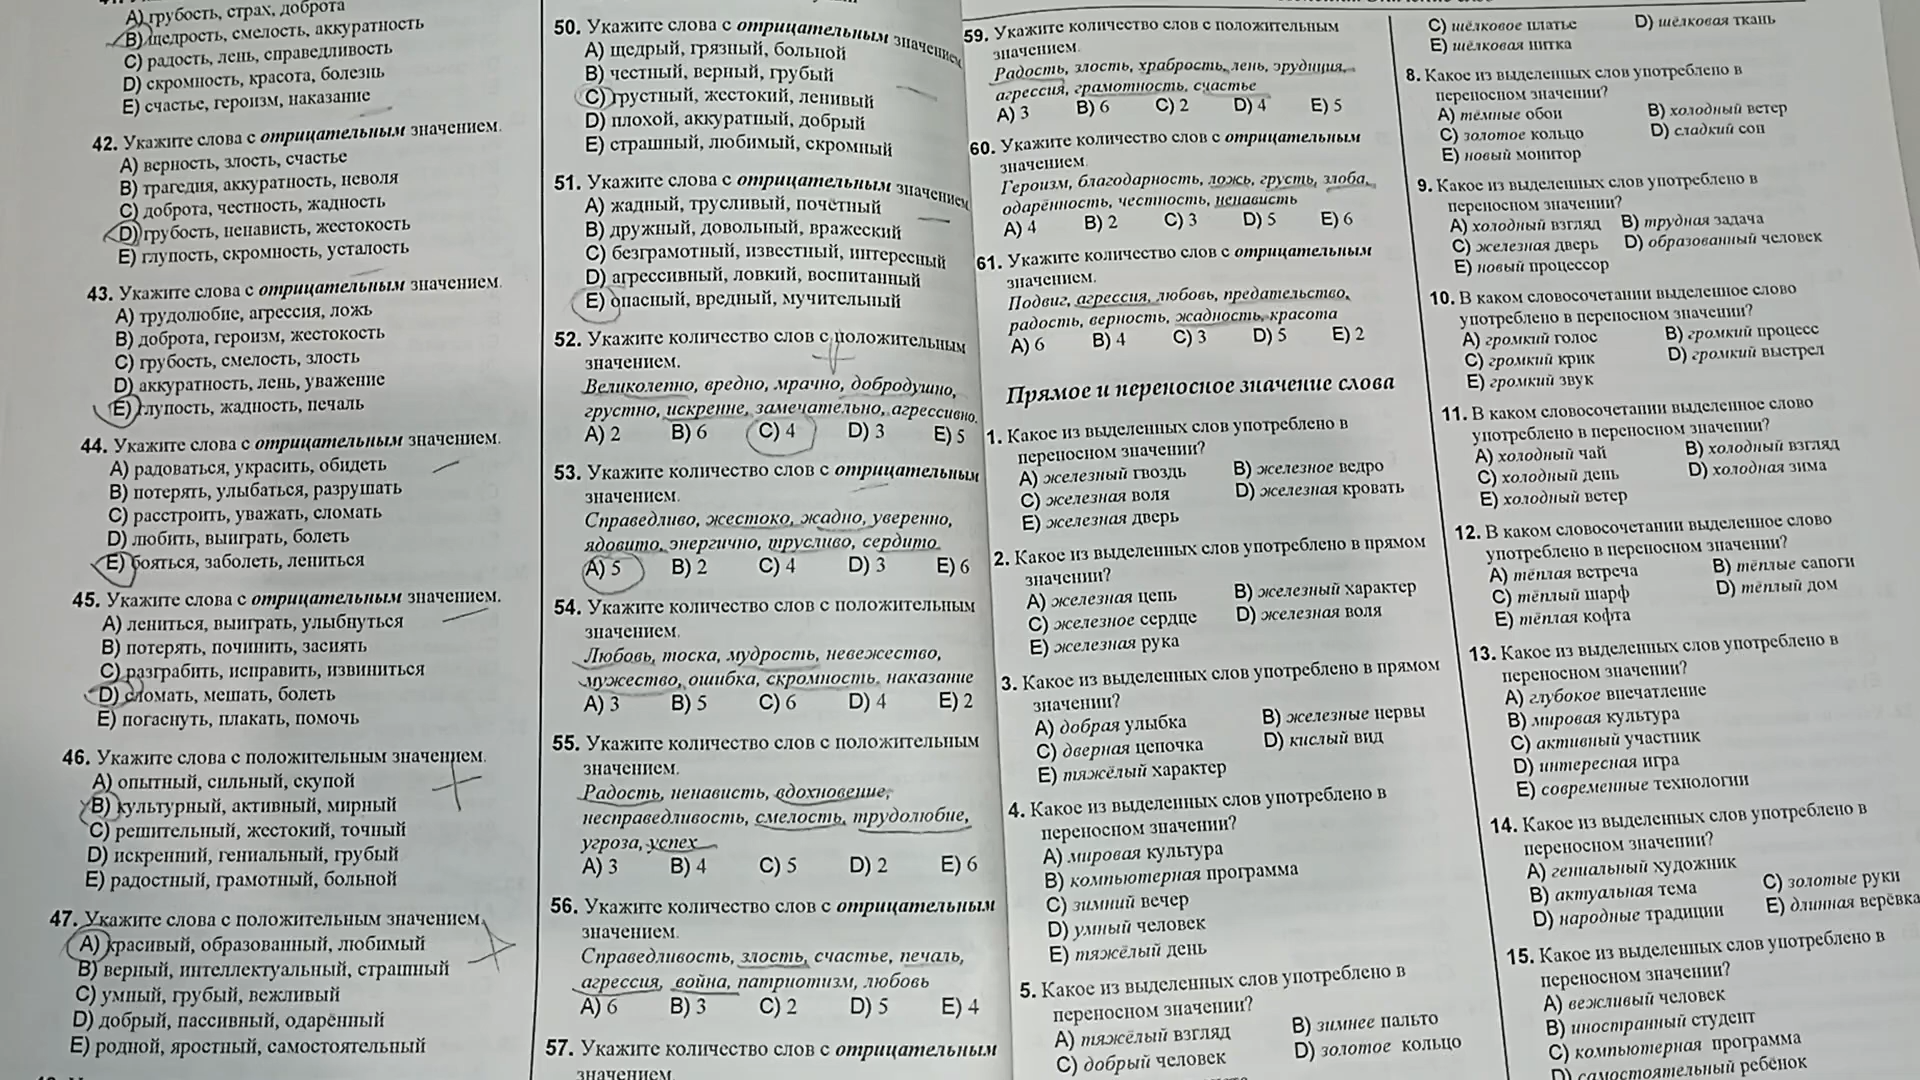 A) грубость, страх, доброта
B) щедрость, смелость, аккуратность
C) радость, лень, справедливость
D) скромность, красота, болезнь
E) счастье, героизм, наказание
42. Укажите слова с отрицательным значением.
A) верность, злость, счастье
B) трагедия, аккуратность, неволя
C) доброта, честность, жадность
D) грубость, ненависть, жестокость
E) глупость, скромность, усталость
43. Укажите слова с отрицательным значением.
A) трудолюбие, агрессия, ложь
B) доброта, героизм, жестокость
C) грубость, смелость, злость
D) аккуратность, лень, уважение
E) глупость, жадность, печаль
44. Укажите слова с отрицательным значением.
A) радоваться, украсить, обидеть
B) потерять, улыбаться, разрушать
C) расстроить, уважать, сломать
D) любить, выиграть, болеть
E) бояться, заболеть, лениться
45. Укажите слова с отрицательным значением.
A) лениться, выиграть, улыбнуться
B) потерять, починить, засиять
C) разграбить, исправить, извиниться
D) сломать, мешать, болеть
E) погаснуть, плакать, помочь
46. Укажите слова с положительным значением.
A) опытный, сильный, скупой
B) культурный, активный, мирный
C) решительный, жестокий, точный
D) искренний, гениальный, грубый
E) радостный, грамотный, больной
47. Укажите слова с положительным значением.
A) красивый, образованный, любимый
B) верный, интеллектуальный, страшный
C) умный, грубый, вежливый
D) добрый, пассивный, одарённый
E) родной, яростный, самостоятельный
50. Укажите слова с отрицательным значением
A) щедрый, грязный, больной
B) честный, верный, грубый
C) грустный, жестокий, ленивый
D) плохой, аккуратный, добрый
E) страшный, любимый, скромный
51. Укажите слова с отрицательным значением
A) жадный, трусливый, почётный
B) дружный, довольный, вражеский
C) безграмотный, известный, интересный
D) агрессивный, ловкий, воспитанный
E) опасный, вредный, мучительный
52. Укажите количество слов с положительным
значением.
Великолепно, вредно, мрачно, добродушно,
грустно, искренне, замечательно, агрессивно.
A) 2 B) 6 C) 4 D) 3 E) 5
53. Укажите количество слов с отрицательным
значением.
Справедливо, жестоко, жадно, уверенно,
ядовито, энергично, трусливо, сердито.
A) 5 B) 2 C) 4 D) 3 E) 6
54. Укажите количество слов с положительным
значением.
Любовь, тоска, мудрость, невежество,
мужество, ошибка, скромность, наказание
A) 3 B) 5 C) 6 D) 4 E) 2
55. Укажите количество слов с положительным
значением.
Радость, ненависть, вдохновение,
несправедливость, смелость, трудолюбие,
угроза, успех
A) 3 B) 4 C) 5 D) 2 E) 6
56. Укажите количество слов с отрицательным
значением.
Справедливость, злость, счастье, печаль,
агрессия, война, патриотизм, любовь
A) 6 B) 3 C) 2 D) 5 E) 4
57. Укажите количество слов с отрицательным
значением.
59. Укажите количество слов с положительным
значением.
Радость, злость, храбрость, лень, эрудиция,
агрессия, грамотность, счастье
A) 3 B) 6 C) 2 D) 4 E) 5
60. Укажите количество слов с отрицательным
значением.
Героизм, благодарность, ложь, грусть, злоба,
одарённость, честность, ненависть
A) 4 B) 2 C) 3 D) 5 E) 6
61. Укажите количество слов с отрицательным
значением.
Подвиг, агрессия, любовь, предательство,
радость, верность, жадность, красота
A) 6 B) 4 C) 3 D) 5 E) 2
Прямое и переносное значение слова
1. Какое из выделенных слов употреблено в
переносном значении?
A) железный гвоздь B) железное ведро
C) железная воля D) железная кровать
E) железная дверь
2. Какое из выделенных слов употреблено в прямом
значении?
A) железная цепь B) железный характер
C) железное сердце D) железная воля
E) железная рука
3. Какое из выделенных слов употреблено в прямом
значении?
A) добрая улыбка B) железные нервы
C) дверная цепочка D) кислый вид
E) тяжёлый характер
4. Какое из выделенных слов употреблено в
переносном значении?
A) мировая культура
B) компьютерная программа
C) зимний вечер
D) умный человек
E) тяжёлый день
5. Какое из выделенных слов употреблено в
переносном значении?
A) тяжёлый взгляд B) зимнее пальто
C) добрый человек D) золотое кольцо
C) шёлковое платье D) шёлковая ткань
E) шёлковая нитка
8. Какое из выделенных слов употреблено в
переносном значении?
A) тёмные обои B) холодный ветер
C) золотое кольцо D) сладкий сон
E) новый монитор
9. Какое из выделенных слов употреблено в
переносном значении?
A) холодный взгляд B) трудная задача
C) железная дверь D) образованный человек
E) новый процессор
10. В каком словосочетании выделенное слово
употреблено в переносном значении?
A) громкий голос B) громкий процесс
C) громкий крик D) громкий выстрел
E) громкий звук
11. В каком словосочетании выделенное слово
употреблено в переносном значении?
A) холодный чай B) холодный взгляд
C) холодный день D) холодная зима
E) холодный ветер
12. В каком словосочетании выделенное слово
употреблено в переносном значении?
A) тёплая встреча B) тёплые сапоги
C) тёплый шарф D) тёплый дом
E) тёплая кофта
13. Какое из выделенных слов употреблено в
переносном значении?
A) глубокое впечатление
B) мировая культура
C) активный участник
D) интересная игра
E) современные технологии
14. Какое из выделенных слов употреблено в
переносном значении?
A) гениальный художник
B) актуальная тема C) золотые руки
D) народные традиции E) длинная верёвка
15. Какое из выделенных слов употреблено в
переносном значении?
A) вежливый человек
B) иностранный студент
C) компьютерная программа
D) самостоятельный ребёнок